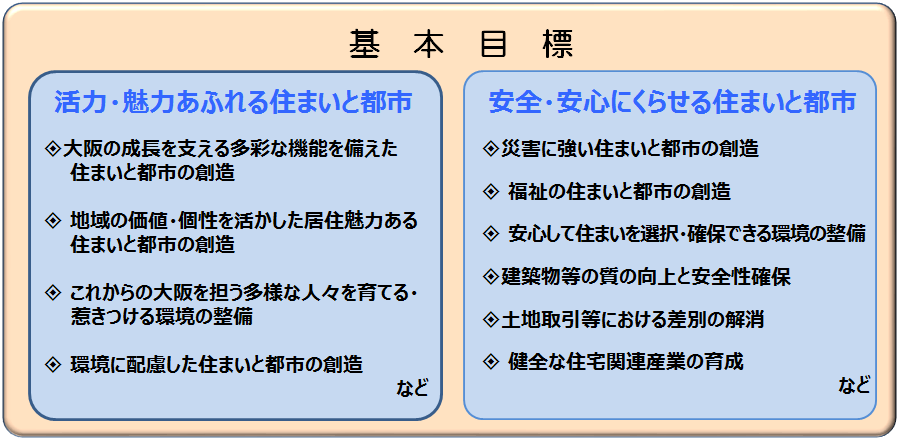 基本目標
活力・魅力あふれる住まいと都市
◈大阪の成長を支える多彩な機能を備えた
住まいと都市の創造
◈ 地域の価値・個性を活かした居住魅力ある
住まいと都市の創造
◈ これからの大阪を担う多様な人々を育てる・
惹きつける環境の整備
◈ 環境に配慮した住まいと都市の創造
など
安全・安心にくらせる住まいと都市
◈災害に強い住まいと都市の創造
◈ 福祉の住まいと都市の創造
◈ 安心して住まいを選択・確保できる環境の整備
◈建築物等の質の向上と安全性確保
◈土地取引等における差別の解消
◈ 健全な住宅関連産業の育成
など